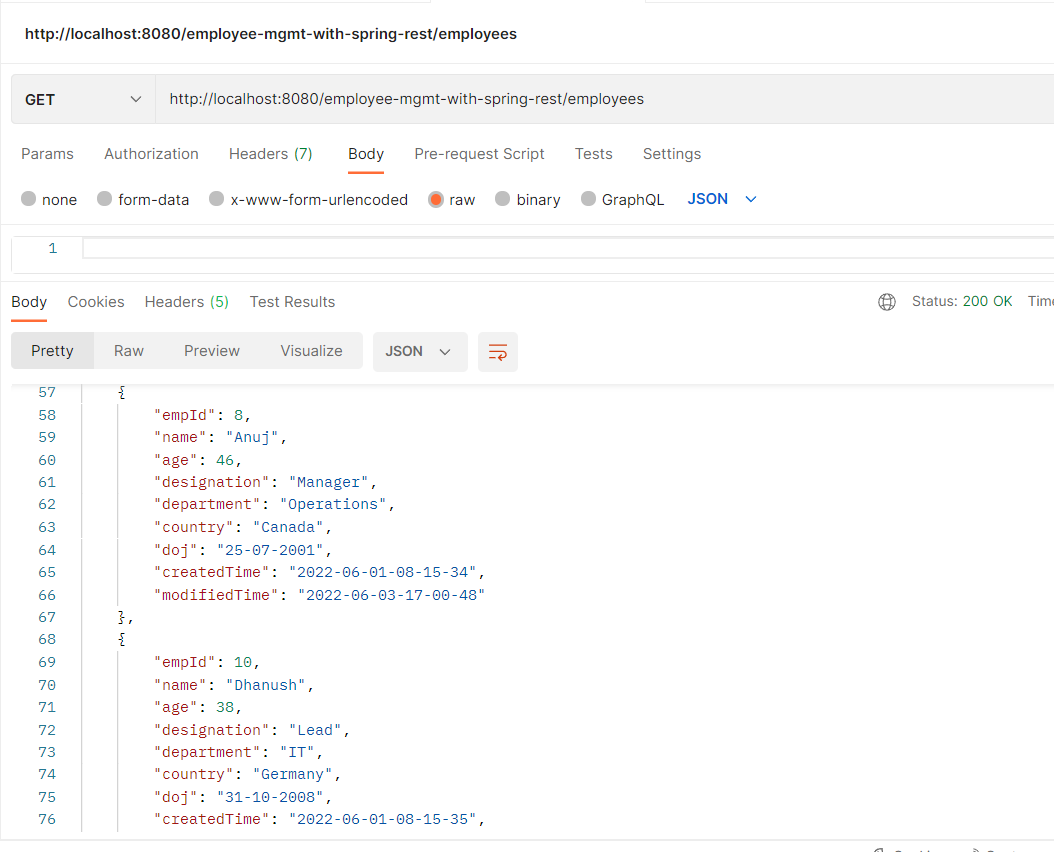 http://localhost:8080/employee-mgmt-with-spring-rest/employees
GET http://localhost:8080/employee-mgmt-with-spring-rest/employees
Params Authorization Headers (7) Body Pre-request Script Tests Settings
none form-data x-www-form-urlencoded raw binary GraphQL JSON
1
Body Cookies Headers (5) Test Results Status: 200 OK Time
Pretty Raw Preview Visualize JSON
57 {
58 "empId": 8,
59 "name": "Anuj",
60 "age": 46,
61 "designation": "Manager",
62 "department": "Operations",
63 "country": "Canada",
64 "doj": "25-07-2001",
65 "createdTime": "2022-06-01-08-15-34",
66 "modifiedTime": "2022-06-03-17-00-48"
67 },
68 {
69 "empId": 10,
70 "name": "Dhanush",
71 "age": 38,
72 "designation": "Lead",
73 "department": "IT",
74 "country": "Germany",
75 "doj": "31-10-2008",
76 "createdTime": "2022-06-01-08-15-35",